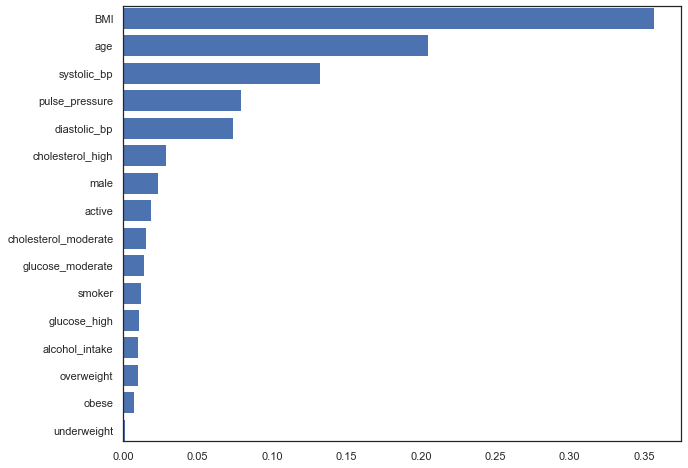 BMI
age
systolic_bp
pulse_pressure
diastolic_bp
cholesterol_high
male
active
cholesterol_moderate
glucose_moderate
smoker
glucose_high
alcohol_intake
overweight
obese
underweight
0.00 0.05 0.10 0.15 0.20 0.25 0.30 0.35